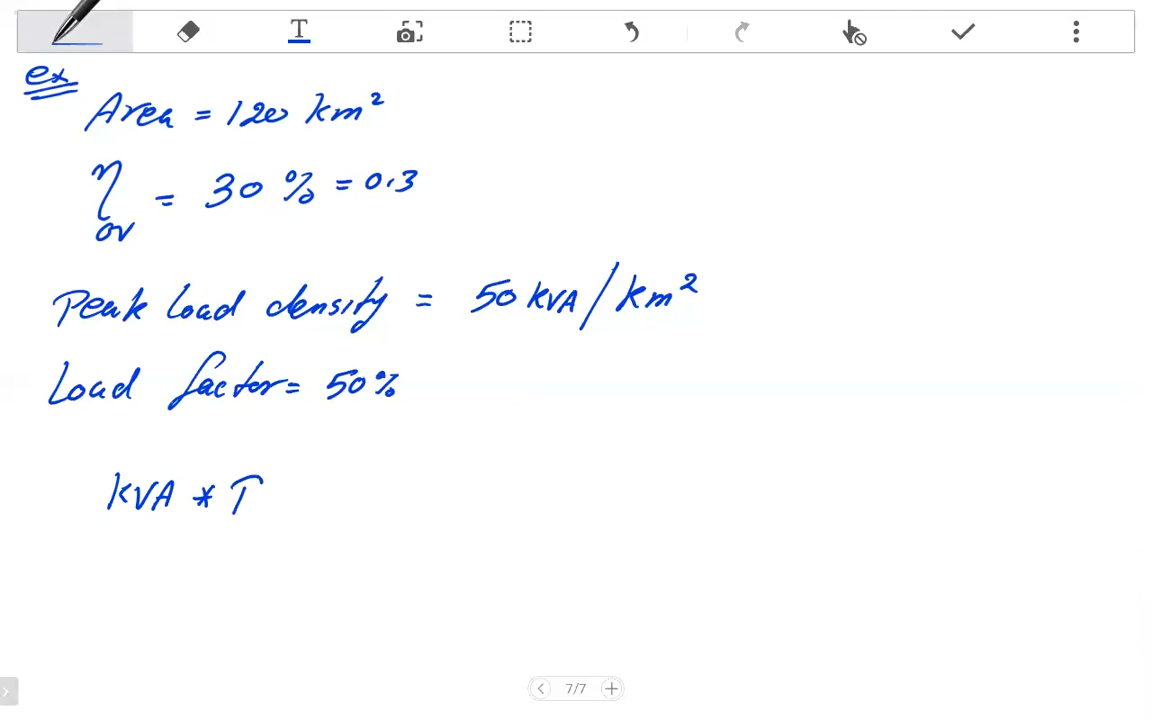 T
ex
Area = 120 km²
η_ov = 30 % = 0.3
Peak Load density = 50 kVA/km²
Load factor = 50%
kVA * T
7/7